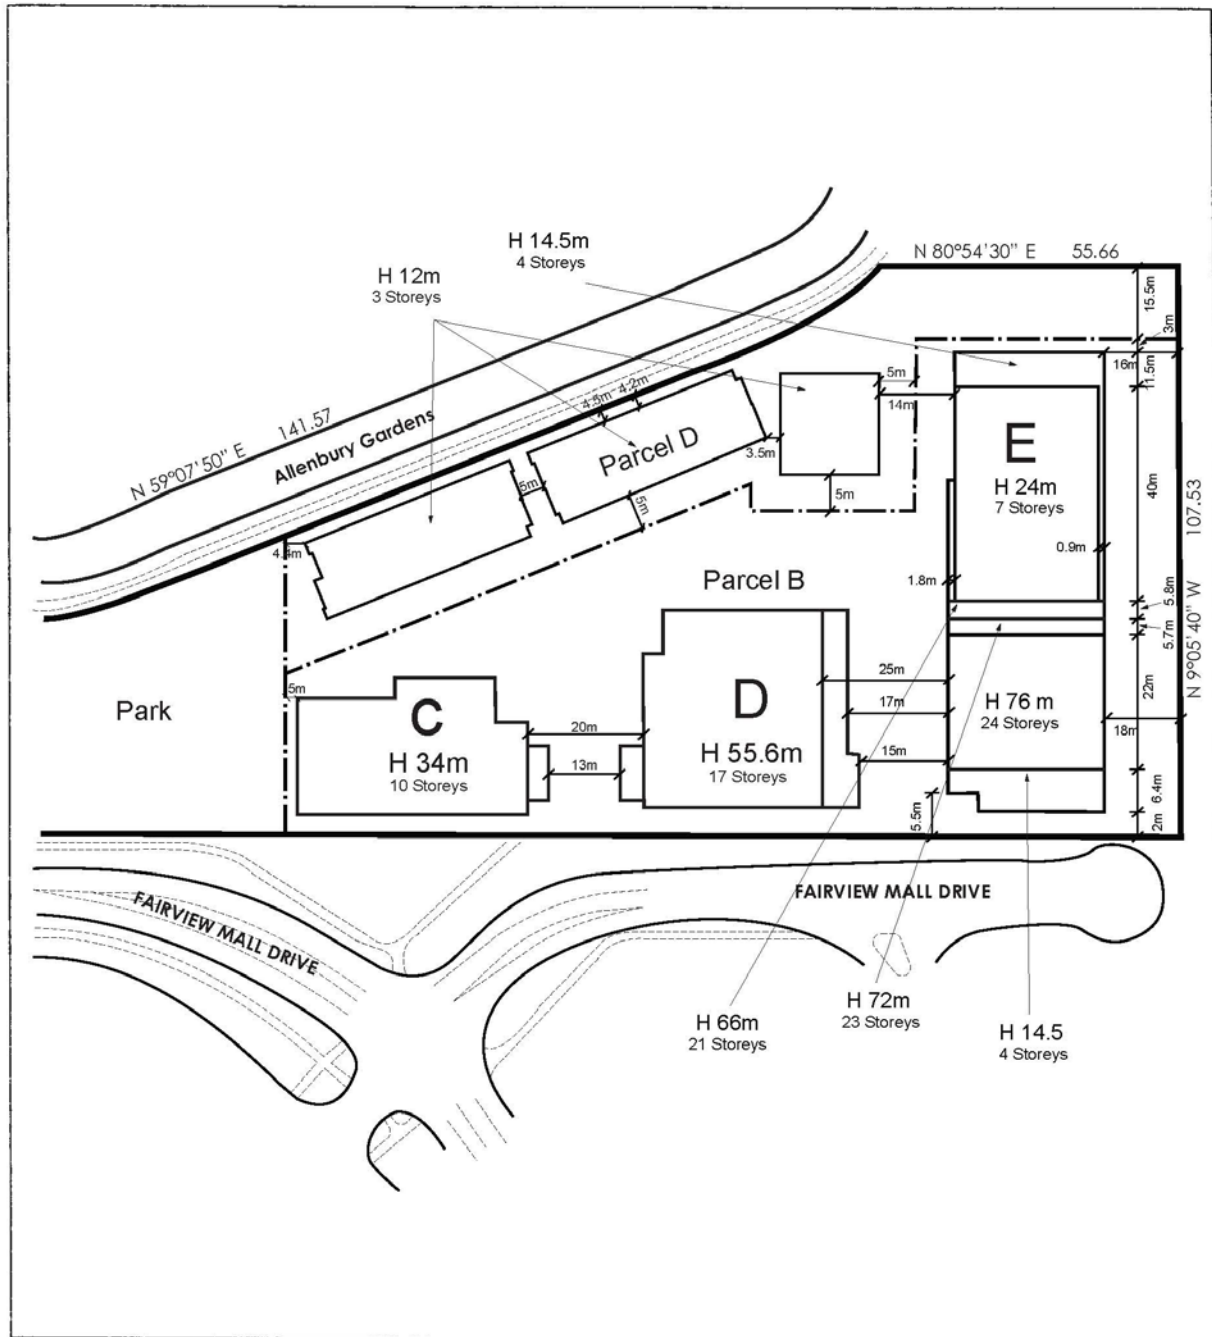 N 80°54'30" E 55.66
H 14.5m
4 Storeys
H 12m
3 Storeys
15.5m
3m
16m
11.5m
5m
14m
4.5m
4.2m
N 59°07'50" E 141.57
Allenbury Gardens
Parcel D
3.5m
5m
5m
5m
4.4m
E
H 24m
7 Storeys
40m
N 9°05'40" W 107.53
0.9m
1.8m
5.8m
5.7m
Parcel B
25m
22m
5m
Park
C
H 34m
10 Storeys
20m
13m
D
H 55.6m
17 Storeys
17m
15m
H 76 m
24 Storeys
18m
6.4m
2m
5.5m
FAIRVIEW MALL DRIVE
FAIRVIEW MALL DRIVE
H 66m
21 Storeys
H 72m
23 Storeys
H 14.5
4 Storeys